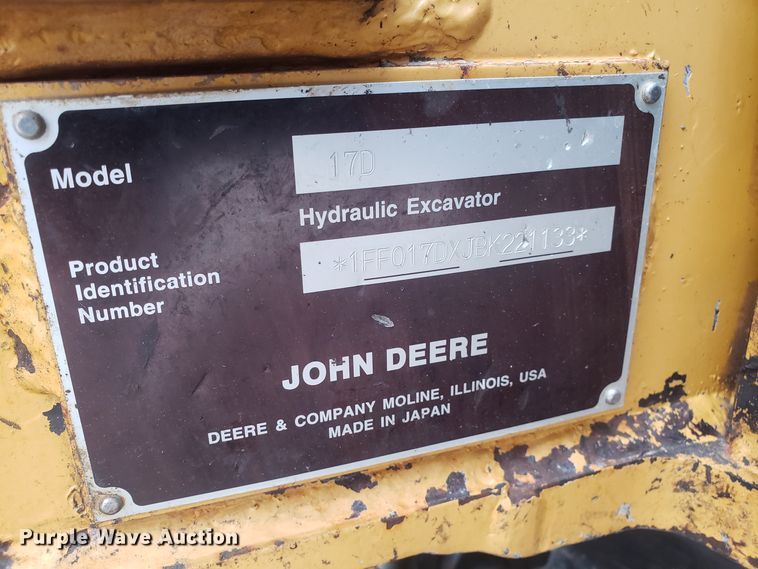 Model 17D
Hydraulic Excavator
Product
Identification
Number
*1FF017DXJBK221133*
JOHN DEERE
DEERE & COMPANY MOLINE, ILLINOIS, USA
MADE IN JAPAN
Purple Wave Auction